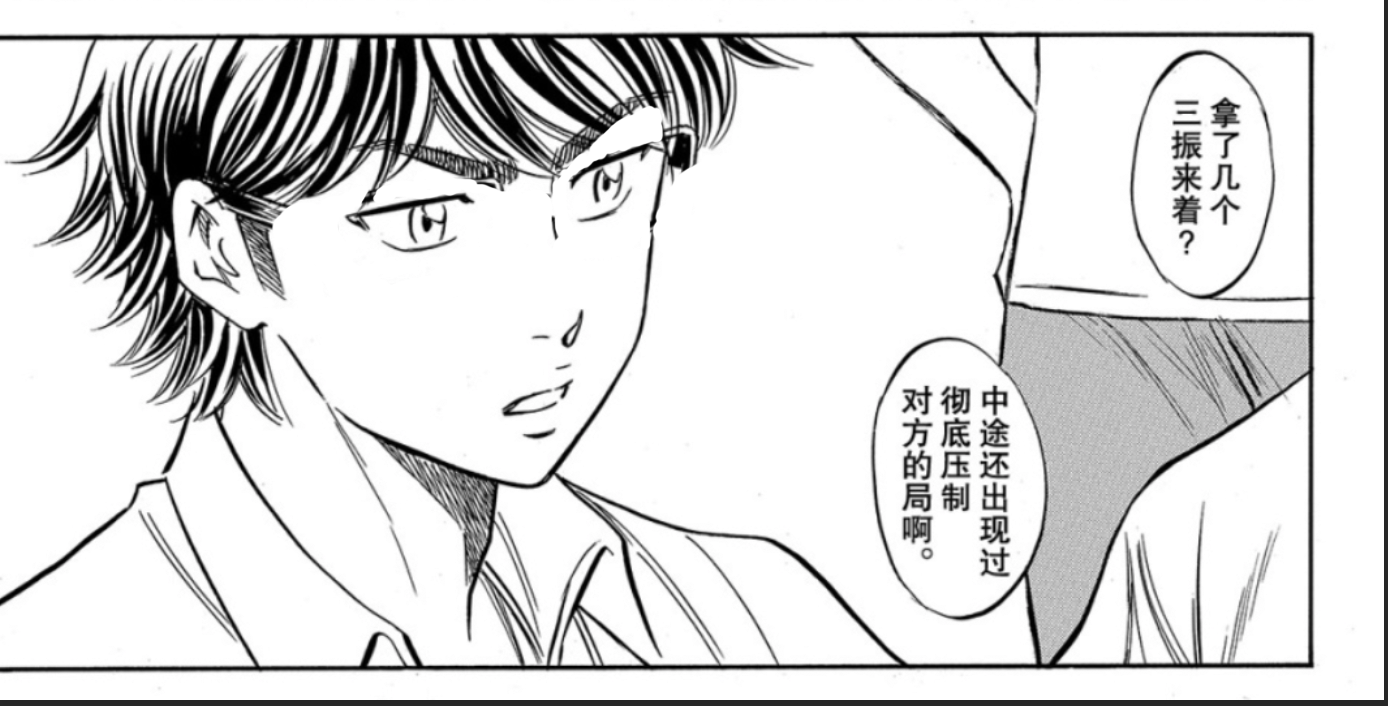 拿了几个
三振来着？
中途还出现过
彻底压制
对方的局啊。